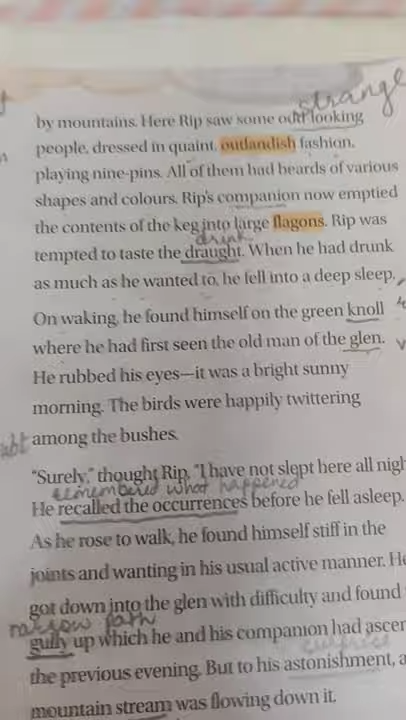 strange
by mountains. Here Rip saw some odd looking
people, dressed in quaint, outlandish fashion,
playing nine-pins. All of them had beards of various
shapes and colours. Rip's companion now emptied
the contents of the keg into large flagons. Rip was
drink
tempted to taste the draught. When he had drunk
as much as he wanted to, he fell into a deep sleep.
On waking, he found himself on the green knoll
where he had first seen the old man of the glen.
He rubbed his eyes—it was a bright sunny
morning. The birds were happily twittering
among the bushes.
“Surely,” thought Rip, “I have not slept here all nigh
remembered what happened
He recalled the occurrences before he fell asleep.
As he rose to walk, he found himself stiff in the
joints and wanting in his usual active manner. He
got down into the glen with difficulty and found
narrow path
gully up which he and his companion had ascen
surprise
the previous evening. But to his astonishment, a
mountain stream was flowing down it.